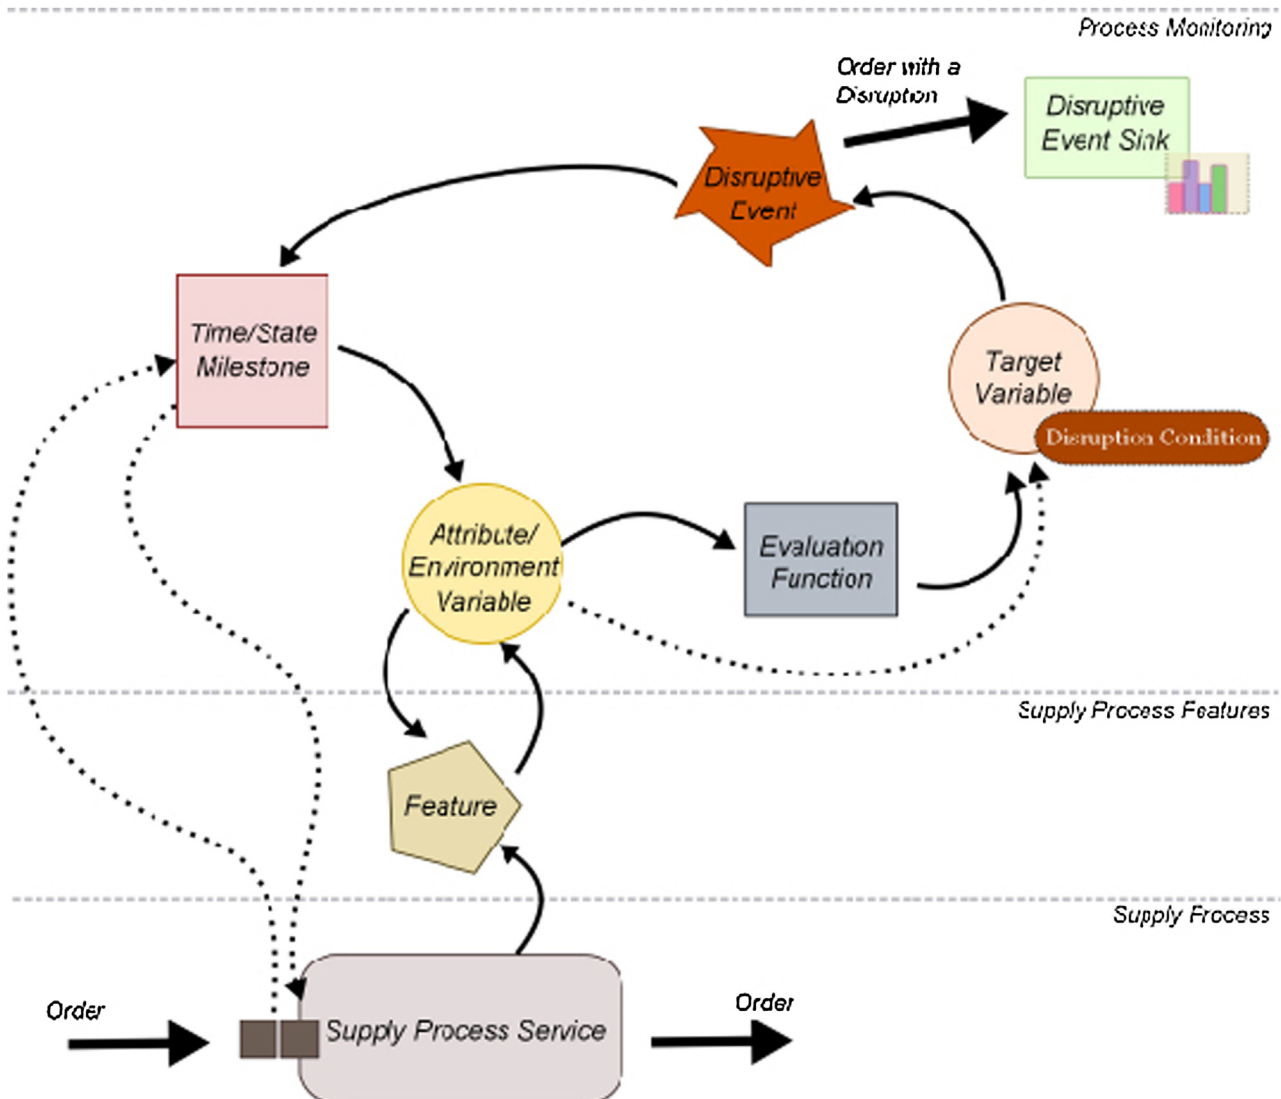 Process Monitoring
Order with a
Disruption
Disruptive
Event Sink
Disruptive
Event
Time/State
Milestone
Target
Variable
Disruption Condition
Attribute/
Environment
Variable
Evaluation
Function
Supply Process Features
Feature
Supply Process
Order
Supply Process Service
Order